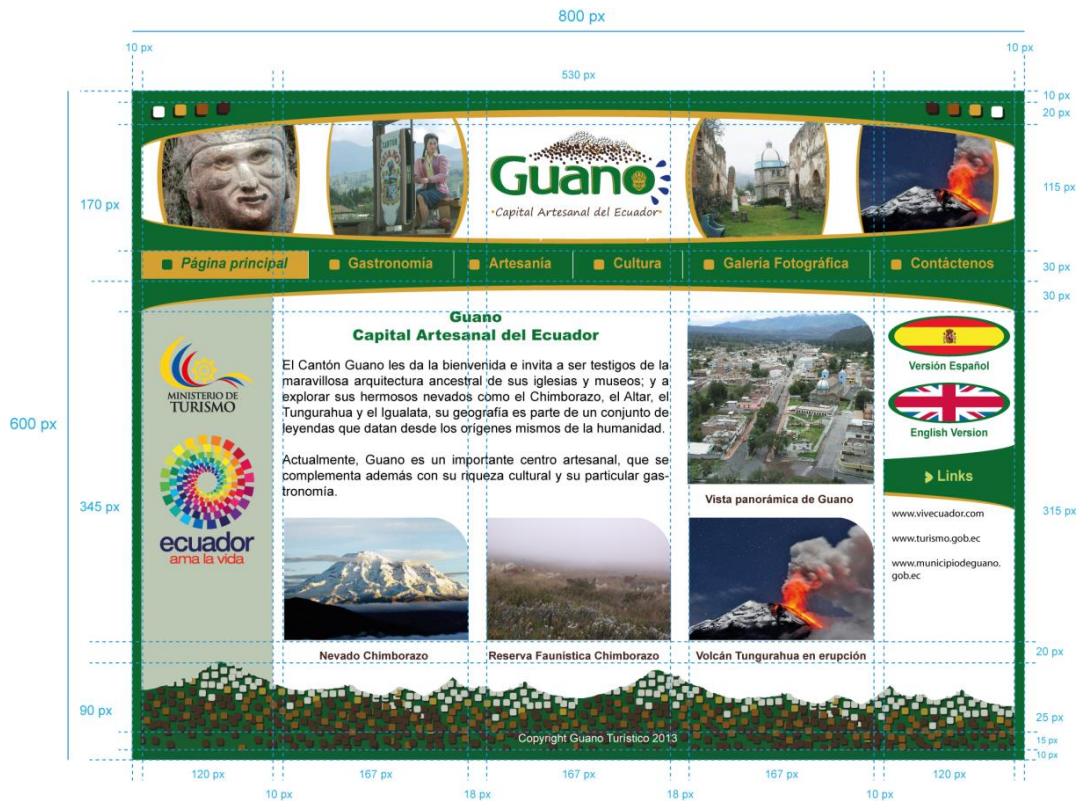 800 px
10 px
10 px
530 px
10 px
20 px
Guano
Capital Artesanal del Ecuador
170 px
115 px
Página principal
Gastronomía
Artesanía
Cultura
Galería Fotográfica
Contáctenos
30 px
30 px
Guano
Capital Artesanal del Ecuador
El Cantón Guano les da la bienvenida e invita a ser testigos de la
maravillosa arquitectura ancestral de sus iglesias y museos; y a
explorar sus hermosos nevados como el Chimborazo, el Altar, el
Tungurahua y el Igualata, su geografía es parte de un conjunto de
leyendas que datan desde los orígenes mismos de la humanidad.
Actualmente, Guano es un importante centro artesanal, que se
complementa además con su riqueza cultural y su particular gas-
tronomía.
MINISTERIO DE
TURISMO
ecuador
ama la vida
Vista panorámica de Guano
Versión Español
English Version
Links
www.vivecuador.com
www.turismo.gob.ec
www.municipiodeguano.
gob.ec
600 px
345 px
315 px
Nevado Chimborazo
Reserva Faunística Chimborazo
Volcán Tungurahua en erupción
20 px
90 px
25 px
15 px
10 px
Copyright Guano Turístico 2013
120 px
167 px
167 px
167 px
120 px
10 px
18 px
18 px
10 px